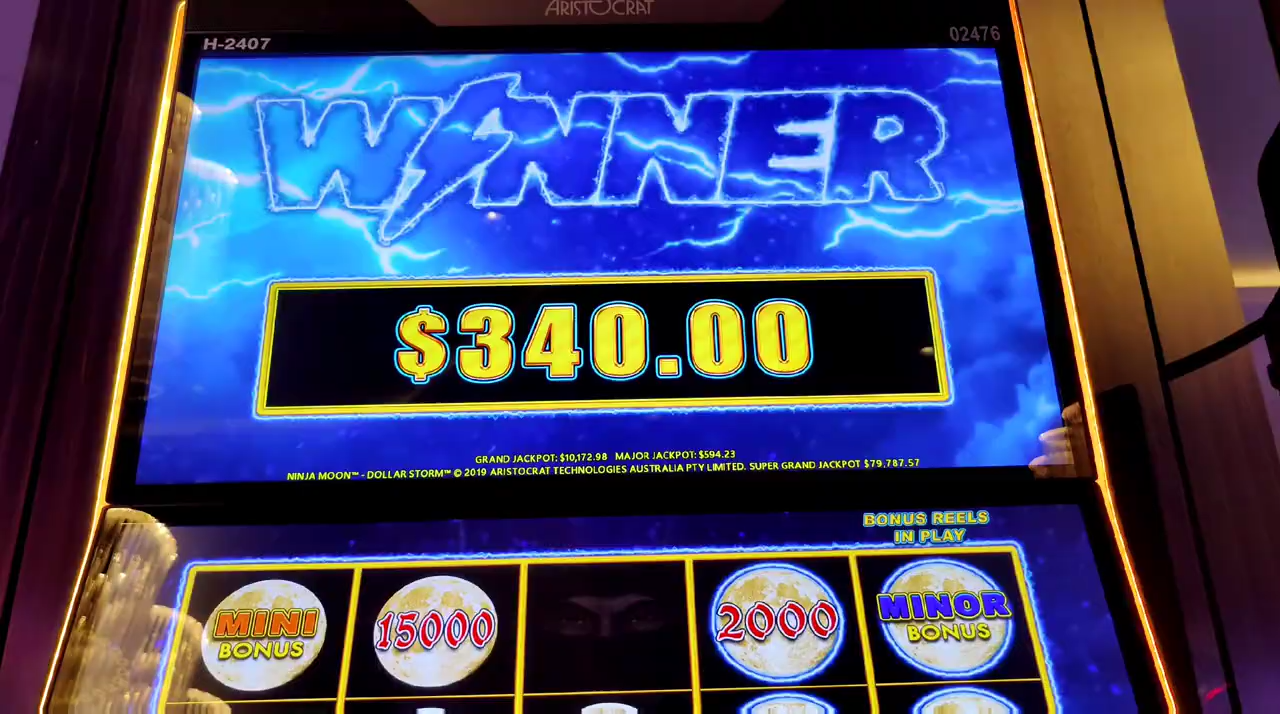 ARISTOCRAT
H-2407
02476
WINNER
$340.00
GRAND JACKPOT: $10,172.98 MAJOR JACKPOT: $594.23
NINJA MOON™ - DOLLAR STORM™ © 2019 ARISTOCRAT TECHNOLOGIES AUSTRALIA PTY LIMITED. SUPER GRAND JACKPOT $79,787.57
BONUS REELS
IN PLAY
MINI
BONUS
15000
2000
MINOR
BONUS